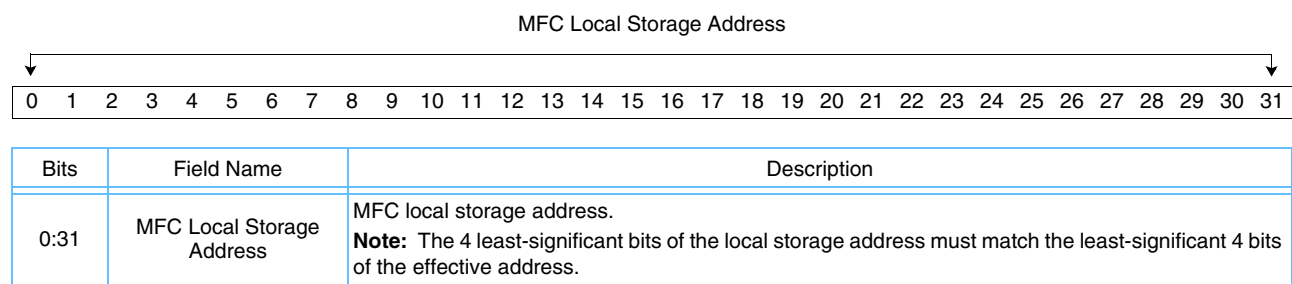 MFC Local Storage Address
0 1 2 3 4 5 6 7 8 9 10 11 12 13 14 15 16 17 18 19 20 21 22 23 24 25 26 27 28 29 30 31
Bits Field Name Description
0:31 MFC Local Storage Address MFC local storage address.
Note: The 4 least-significant bits of the local storage address must match the least-significant 4 bits
of the effective address.